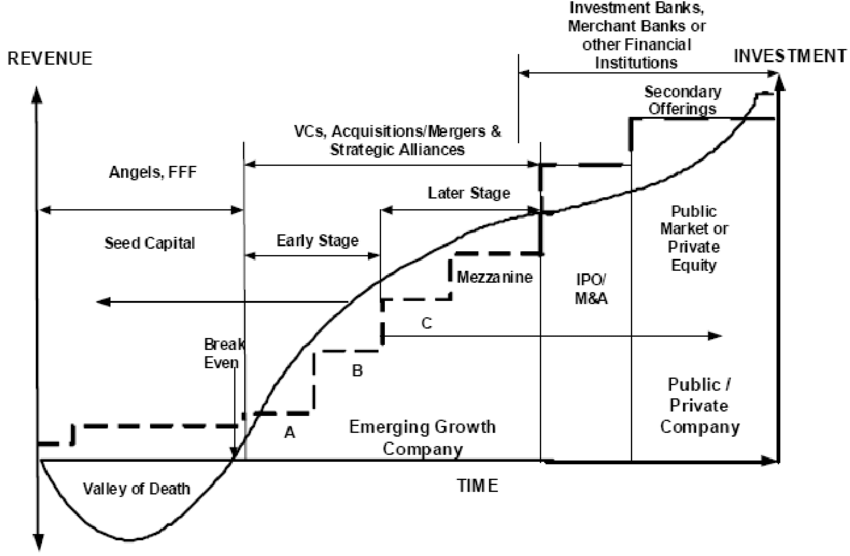 Investment Banks,
Merchant Banks or
other Financial
Institutions
REVENUE
INVESTMENT
Secondary
Offerings
VCs, Acquisitions/Mergers &
Strategic Alliances
Angels, FFF
Later Stage
Seed Capital
Early Stage
Public
Market or
Private
Equity
Mezzanine
IPO/
M&A
C
Break
Even
B
A
Emerging Growth
Company
Public /
Private
Company
Valley of Death
TIME